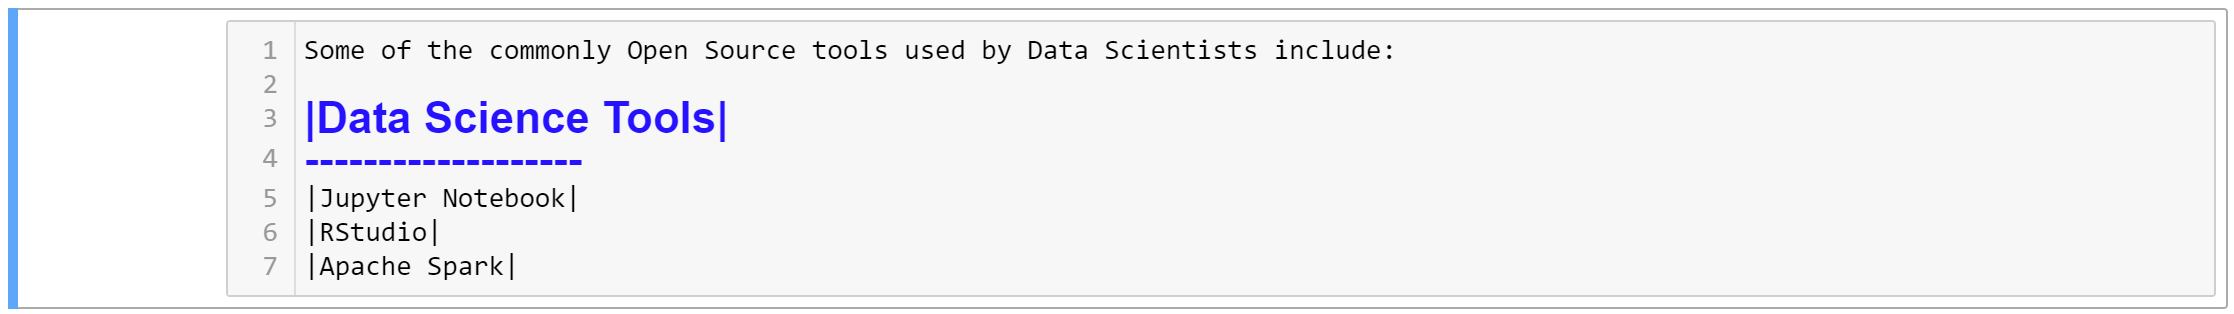 1 Some of the commonly Open Source tools used by Data Scientists include:
2
3 |Data Science Tools|
4 -------------------
5 |Jupyter Notebook|
6 |RStudio|
7 |Apache Spark|